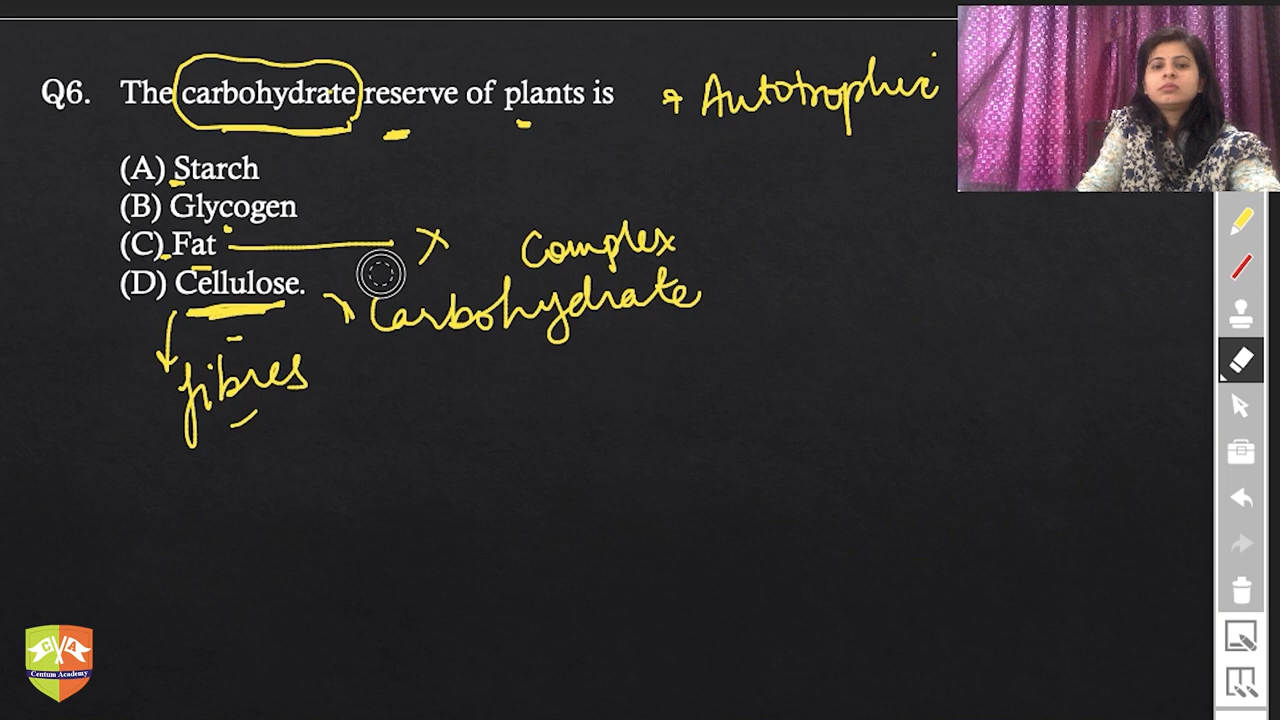 Q6. The carbohydrate reserve of plants is
* Autotrophic
(A) Starch
(B) Glycogen
(C) Fat
(D) Cellulose.
Complex
Carbohydrate
fibres
C A
Centum Academy